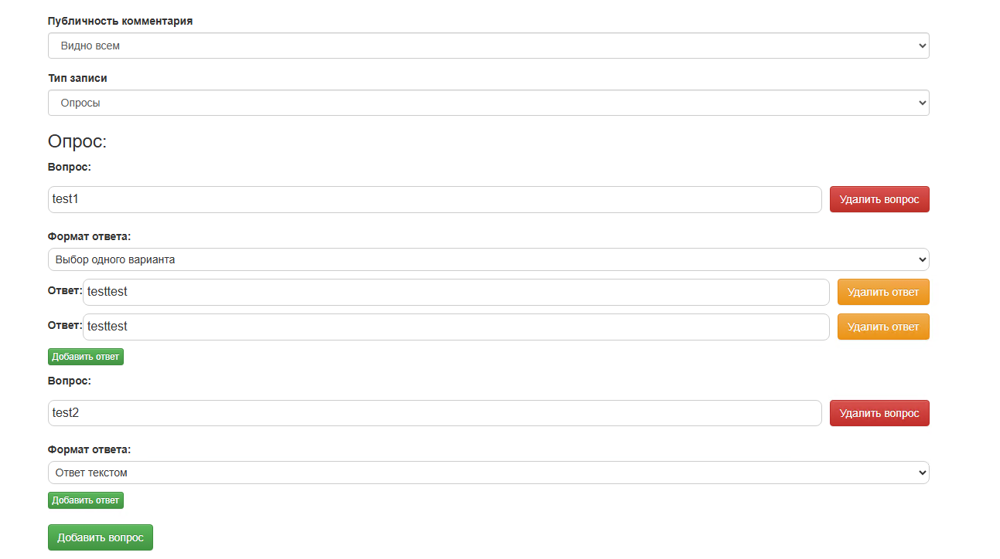 Публичность комментария
Видно всем
Тип записи
Опросы
Опрос:
Вопрос:
test1 Удалить вопрос
Формат ответа:
Выбор одного варианта
Ответ: testtest Удалить ответ
Ответ: testtest Удалить ответ
Добавить ответ
Вопрос:
test2 Удалить вопрос
Формат ответа:
Ответ текстом
Добавить ответ
Добавить вопрос